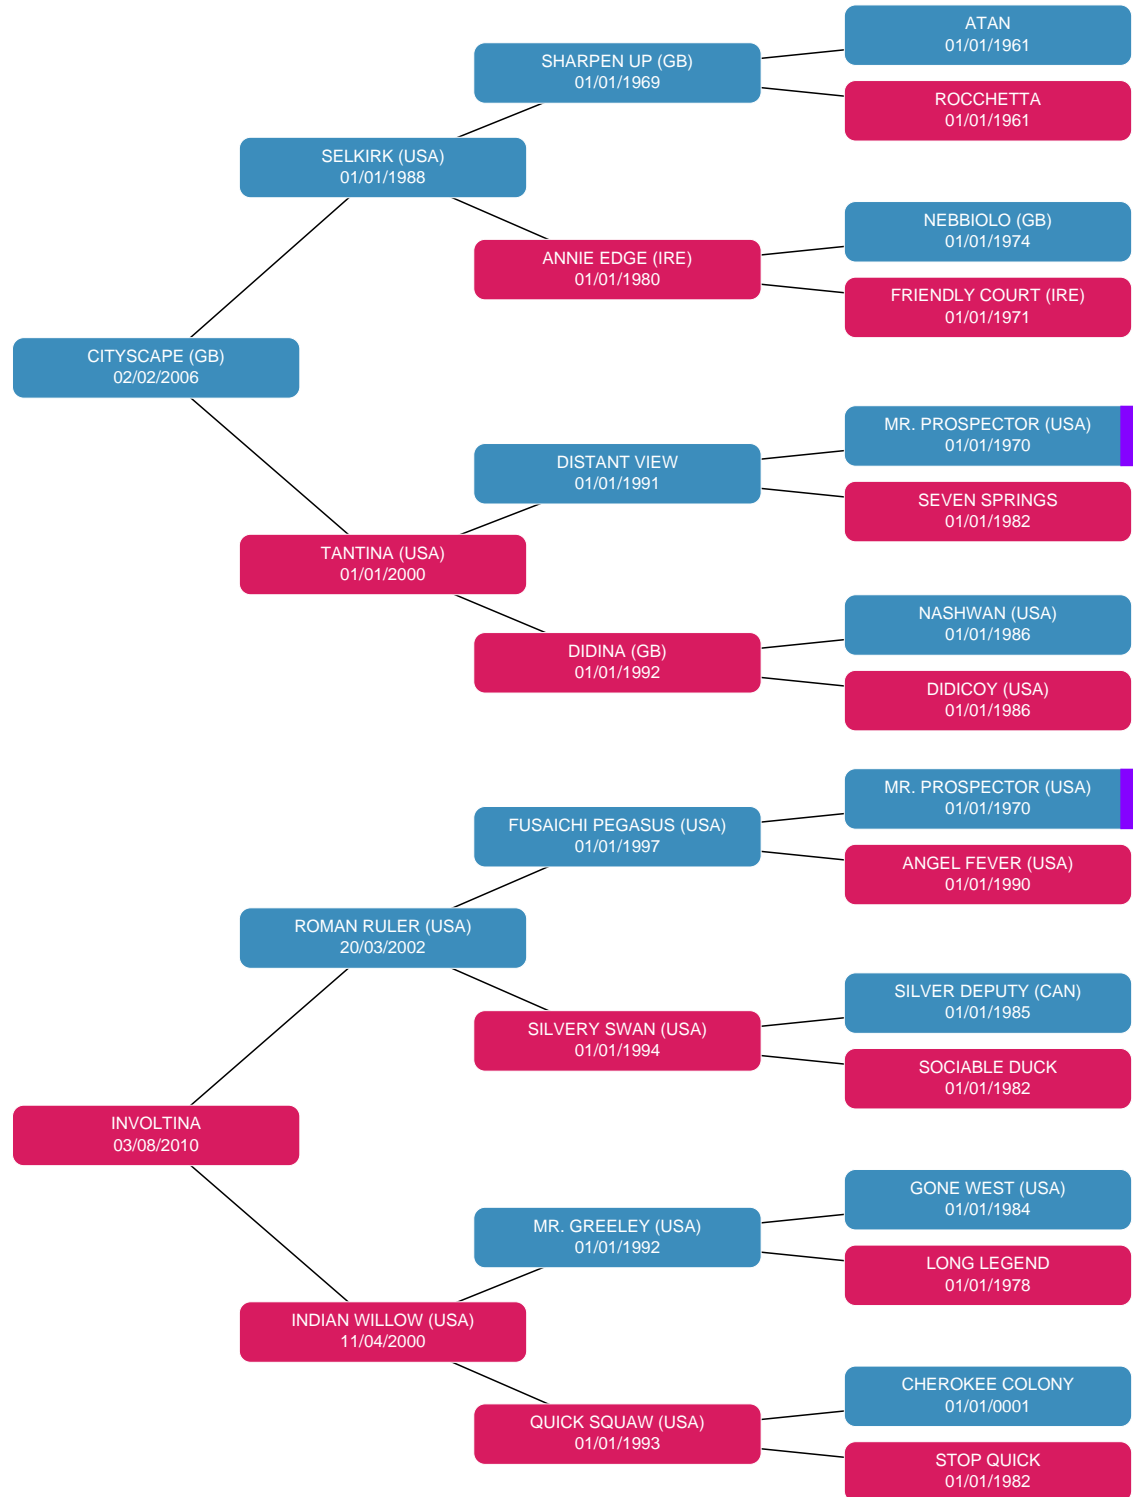 ATAN
01/01/1961
SHARPEN UP (GB)
01/01/1969
ROCCHETTA
01/01/1961
SELKIRK (USA)
01/01/1988
NEBBIOLO (GB)
01/01/1974
ANNIE EDGE (IRE)
01/01/1980
FRIENDLY COURT (IRE)
01/01/1971
CITYSCAPE (GB)
02/02/2006
MR. PROSPECTOR (USA)
01/01/1970
DISTANT VIEW
01/01/1991
SEVEN SPRINGS
01/01/1982
TANTINA (USA)
01/01/2000
NASHWAN (USA)
01/01/1986
DIDINA (GB)
01/01/1992
DIDICOY (USA)
01/01/1986
MR. PROSPECTOR (USA)
01/01/1970
FUSAICHI PEGASUS (USA)
01/01/1997
ANGEL FEVER (USA)
01/01/1990
ROMAN RULER (USA)
20/03/2002
SILVER DEPUTY (CAN)
01/01/1985
SILVERY SWAN (USA)
01/01/1994
SOCIABLE DUCK
01/01/1982
INVOLTINA
03/08/2010
GONE WEST (USA)
01/01/1984
MR. GREELEY (USA)
01/01/1992
LONG LEGEND
01/01/1978
INDIAN WILLOW (USA)
11/04/2000
CHEROKEE COLONY
01/01/0001
QUICK SQUAW (USA)
01/01/1993
STOP QUICK
01/01/1982